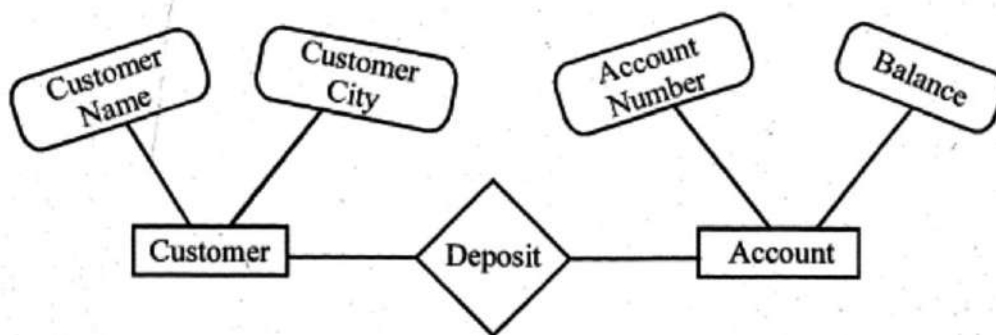 Customer
Name
Customer
City
Account
Number
Balance
Customer
Deposit
Account